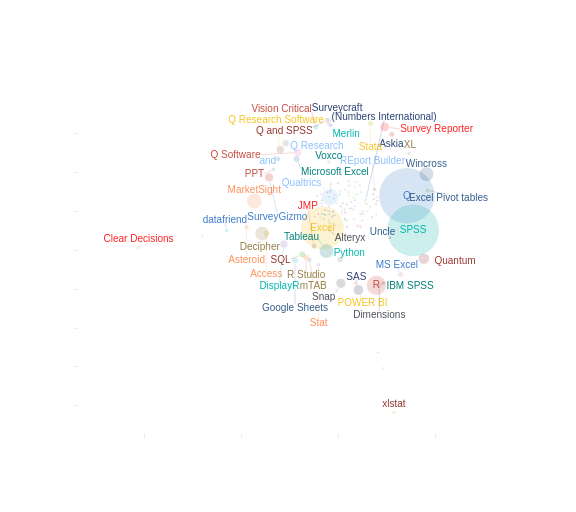 Vision Critical
Surveycraft
Q Research Software
(Numbers International)
Q and SPSS
Merlin
Survey Reporter
Q Research
Stata
Askia
XL
Q Software
and
Voxco
REport Builder
Wincross
PPT
Microsoft Excel
Qualtrics
MarketSight
Q
Excel Pivot tables
JMP
datafriend
SurveyGizmo
Excel
Uncle
SPSS
Clear Decisions
Tableau
Alteryx
Decipher
Python
Asteroid
SQL
MS Excel
Quantum
Access
R Studio
SAS
DisplayR
mTAB
R
IBM SPSS
Snap
POWER BI
Google Sheets
Dimensions
Stat
xlstat